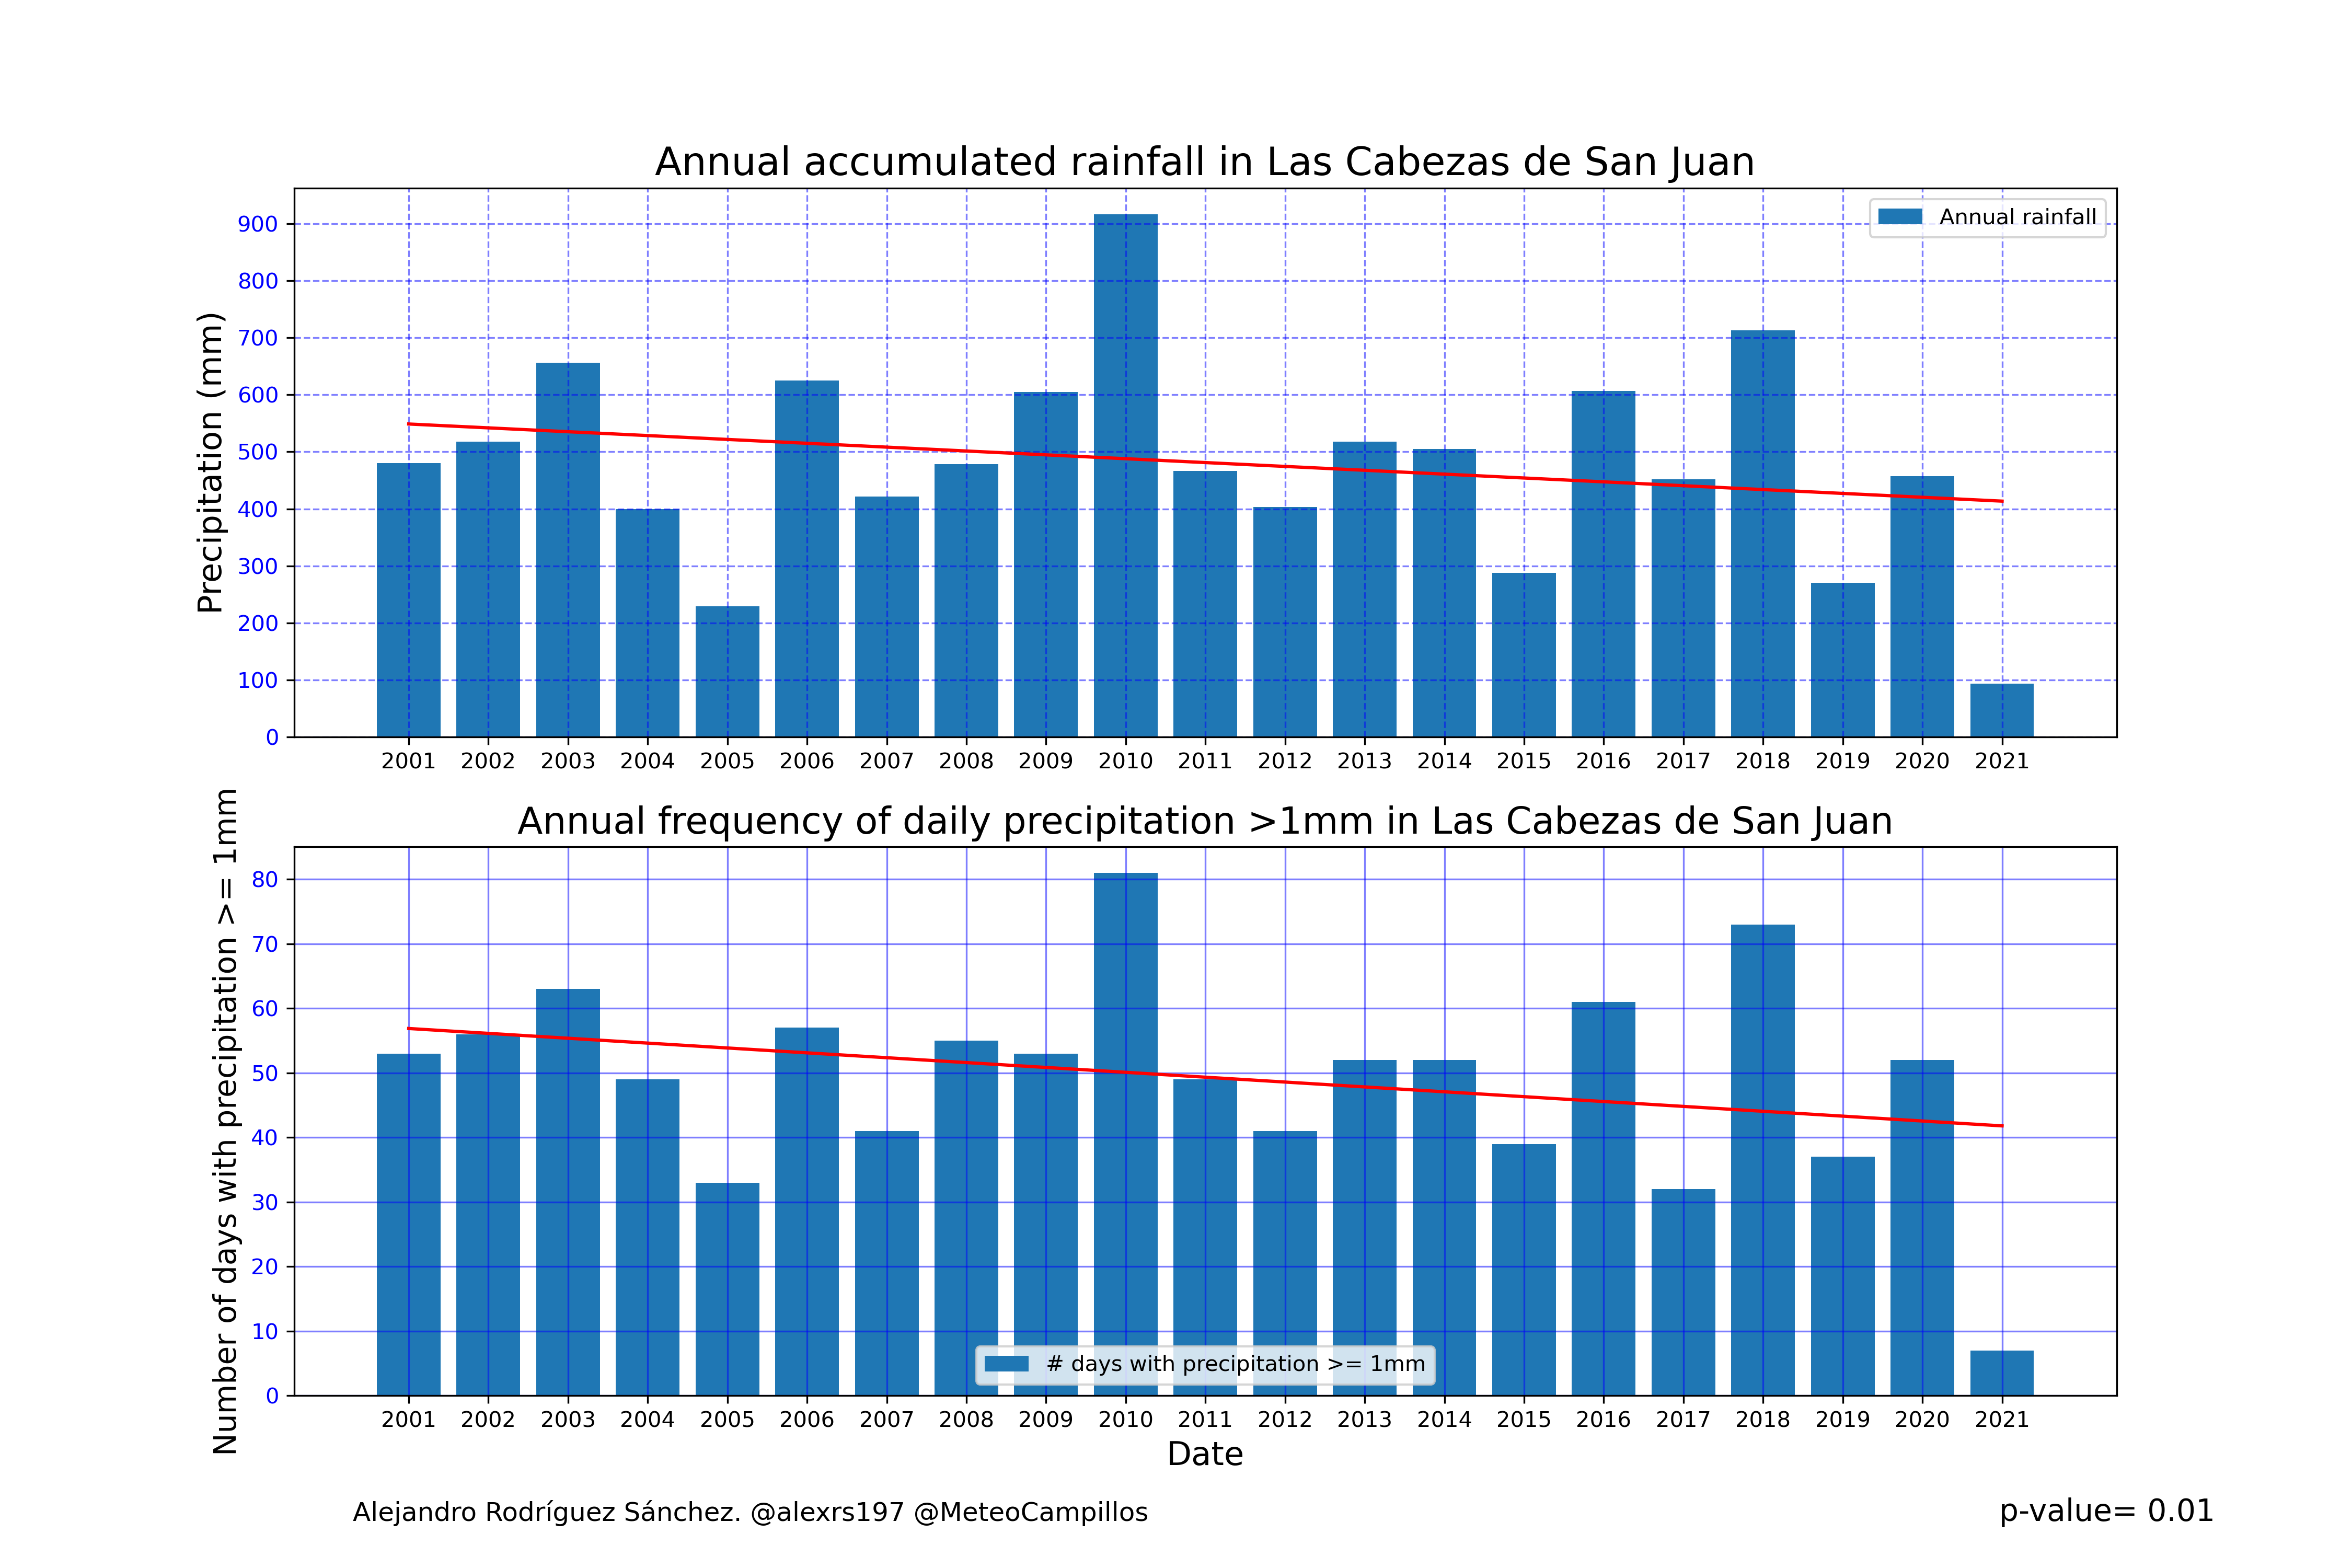 Annual accumulated rainfall in Las Cabezas de San Juan
Precipitation (mm)
900
800
700
600
500
400
300
200
100
0
Annual rainfall
2001 2002 2003 2004 2005 2006 2007 2008 2009 2010 2011 2012 2013 2014 2015 2016 2017 2018 2019 2020 2021
Annual frequency of daily precipitation >1mm in Las Cabezas de San Juan
Number of days with precipitation >= 1mm
80
70
60
50
40
30
20
10
0
# days with precipitation >= 1mm
2001 2002 2003 2004 2005 2006 2007 2008 2009 2010 2011 2012 2013 2014 2015 2016 2017 2018 2019 2020 2021
Date
Alejandro Rodríguez Sánchez. @alexrs197 @MeteoCampillos
p-value= 0.01